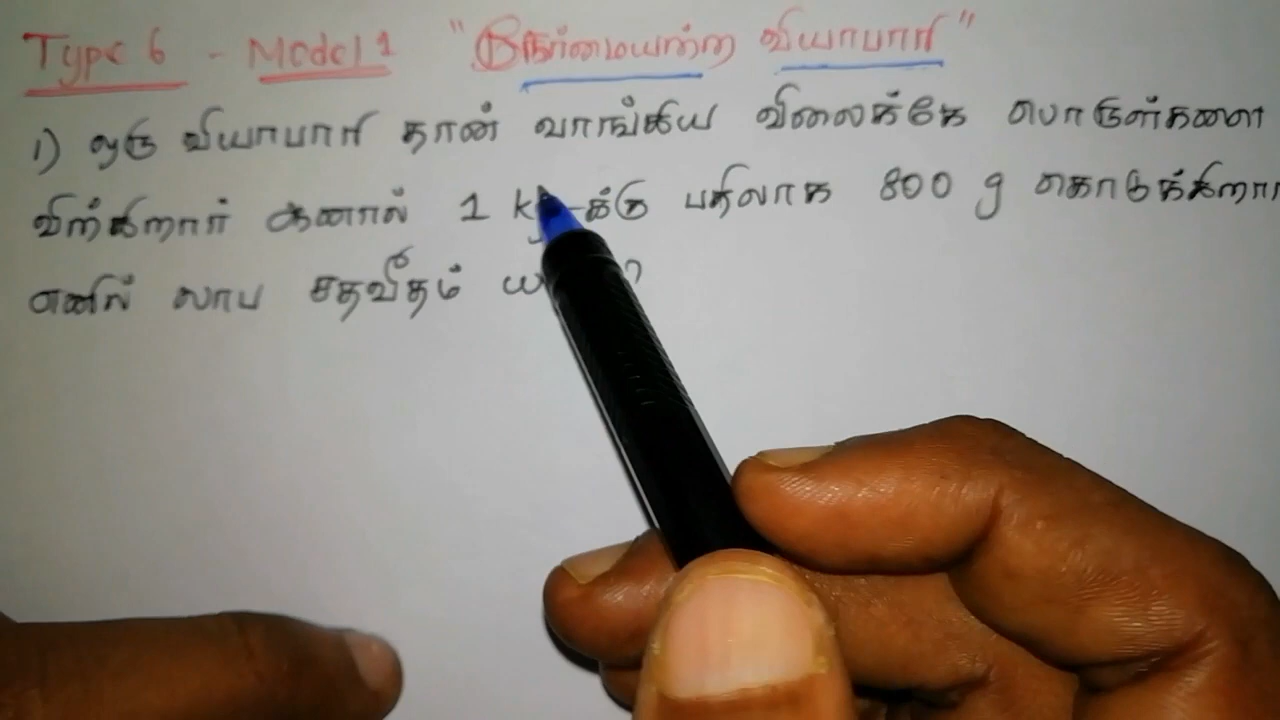 Type 6 - Model 1 "நேர்மையற்ற வியாபாரி"
1) ஒரு வியாபாரி தான் வாங்கிய விலைக்கே பொருள்களை
விற்கிறார் ஆனால் 1 kg-க்கு பதிலாக 800 g கொடுக்கிறார்
எனில் லாப சதவீதம்